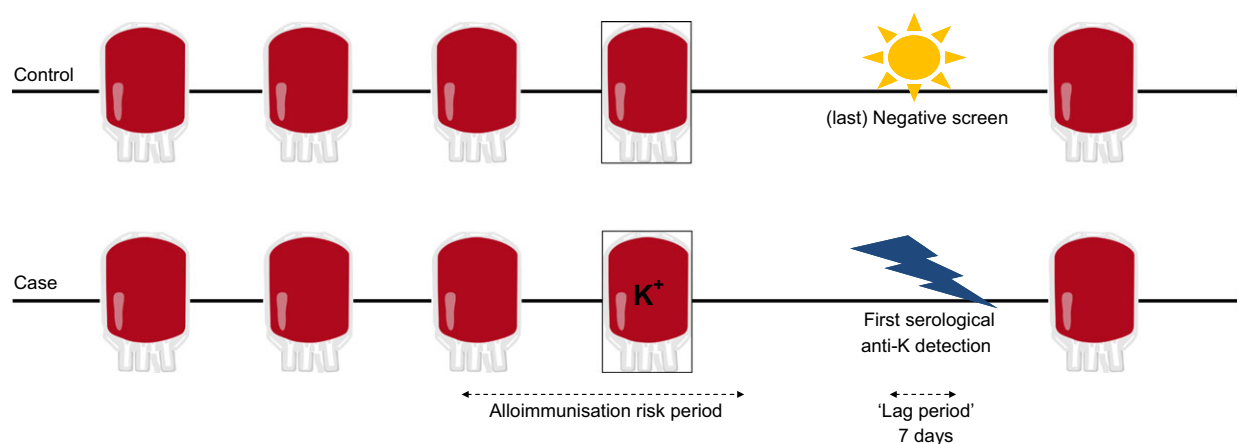 Control
(last) Negative screen
Case
K⁺
First serological
anti-K detection
Alloimmunisation risk period
‘Lag period’
7 days